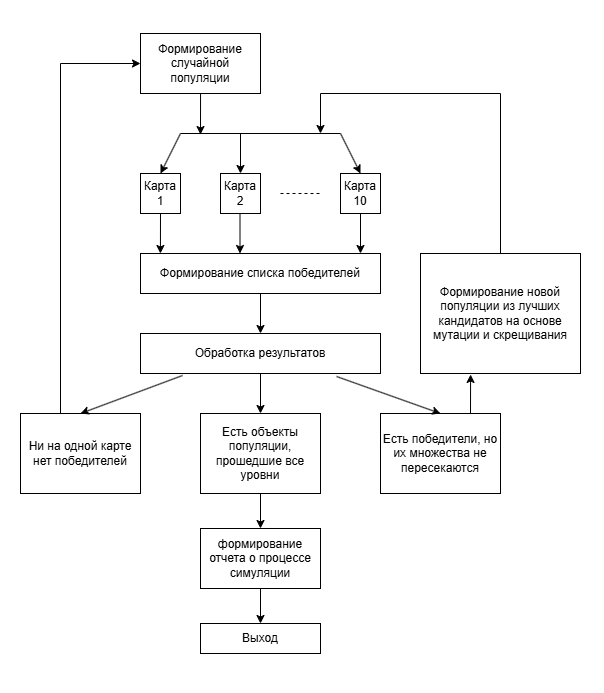 Формирование
случайной
популяции
Карта
1
Карта
2
Карта
10
Формирование списка победителей
Формирование новой
популяции из лучших
кандидатов на основе
мутации и скрещивания
Обработка результатов
Ни на одной карте
нет победителей
Есть объекты
популяции,
прошедшие все
уровни
Есть победители, но
их множества не
пересекаются
формирование
отчета о процессе
симуляции
Выход